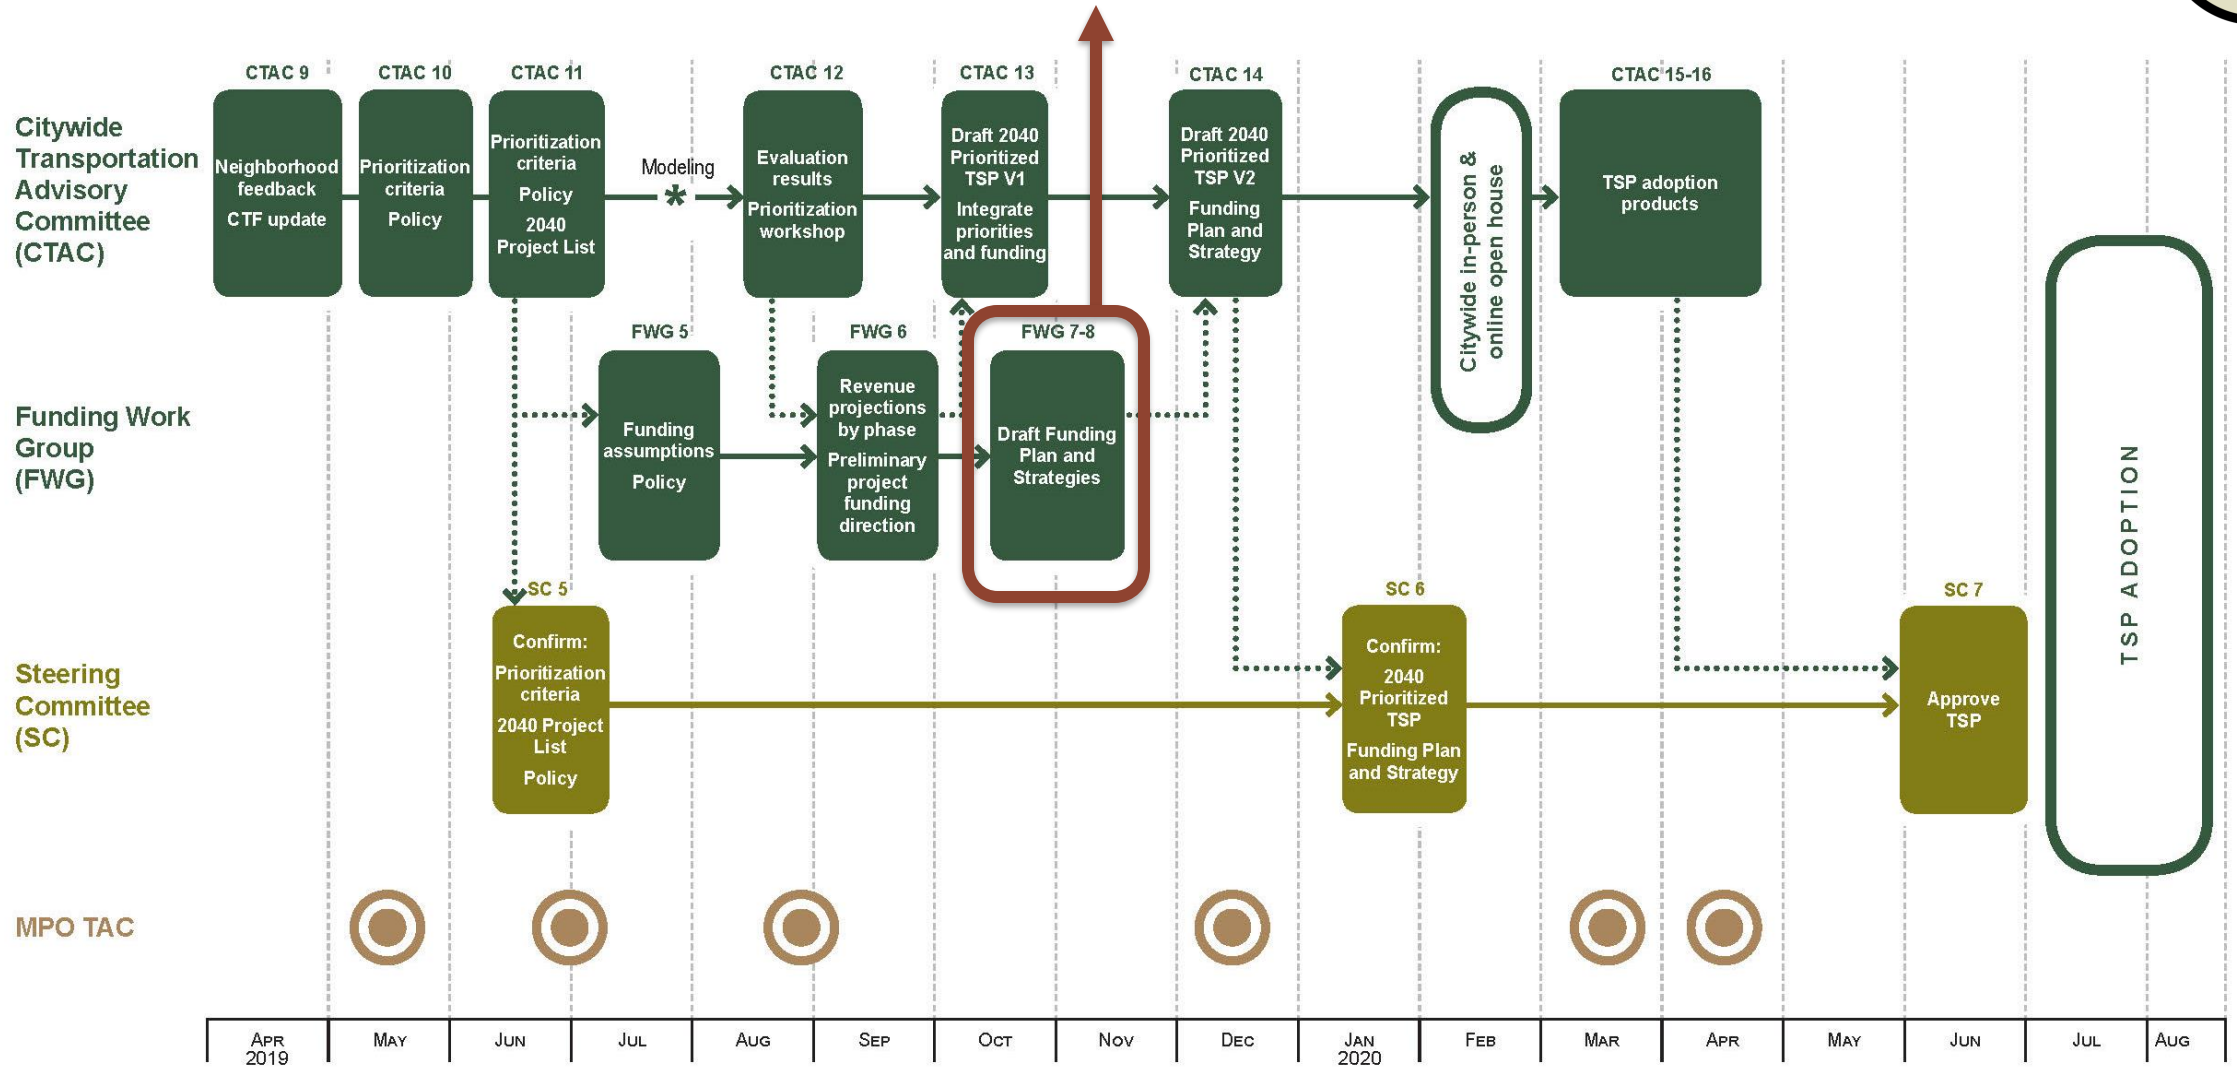 Citywide
Transportation
Advisory
Committee
(CTAC)
CTAC 9
Neighborhood
feedback
CTF update
CTAC 10
Prioritization
criteria
Policy
CTAC 11
Prioritization
criteria
Policy
2040
Project List
Modeling
*
CTAC 12
Evaluation
results
Prioritization
workshop
CTAC 13
Draft 2040
Prioritized
TSP V1
Integrate
priorities
and funding
CTAC 14
Draft 2040
Prioritized
TSP V2
Funding
Plan and
Strategy
Citywide in-person &
online open house
CTAC 15-16
TSP adoption
products
Funding Work
Group
(FWG)
FWG 5
Funding
assumptions
Policy
FWG 6
Revenue
projections
by phase
Preliminary
project
funding
direction
FWG 7-8
Draft Funding
Plan and
Strategies
Steering
Committee
(SC)
SC 5
Confirm:
Prioritization
criteria
2040 Project
List
Policy
SC 6
Confirm:
2040
Prioritized
TSP
Funding Plan
and Strategy
SC 7
Approve
TSP
TSP ADOPTION
MPO TAC
APR
2019
MAY
JUN
JUL
AUG
SEP
OCT
NOV
DEC
JAN
2020
FEB
MAR
APR
MAY
JUN
JUL
AUG